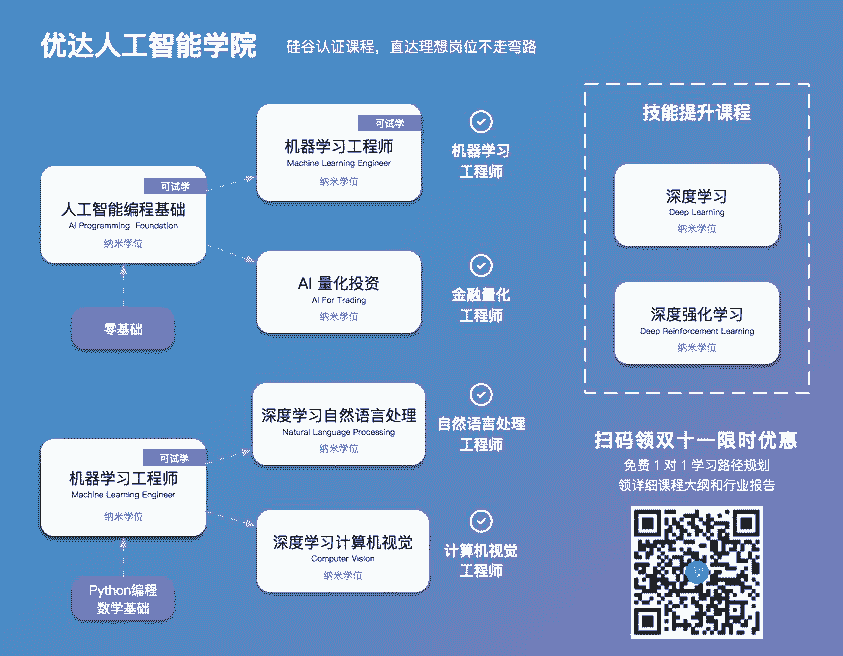 优达人工智能学院
硅谷认证课程，直达理想岗位不走弯路
可试学
人工智能编程基础
AI Programming Foundation
纳米学位
零基础
可试学
机器学习工程师
Machine Learning Engineer
纳米学位
机器学习
工程师
AI 量化投资
AI For Trading
纳米学位
金融量化
工程师
可试学
机器学习工程师
Machine Learning Engineer
纳米学位
Python编程
数学基础
深度学习自然语言处理
Natural Language Processing
纳米学位
自然语言处理
工程师
深度学习计算机视觉
Computer Vision
纳米学位
计算机视觉
工程师
技能提升课程
深度学习
Deep Learning
纳米学位
深度强化学习
Deep Reinforcement Learning
纳米学位
扫码领双十一限时优惠
免费 1 对 1 学习路径规划
领详细课程大纲和行业报告